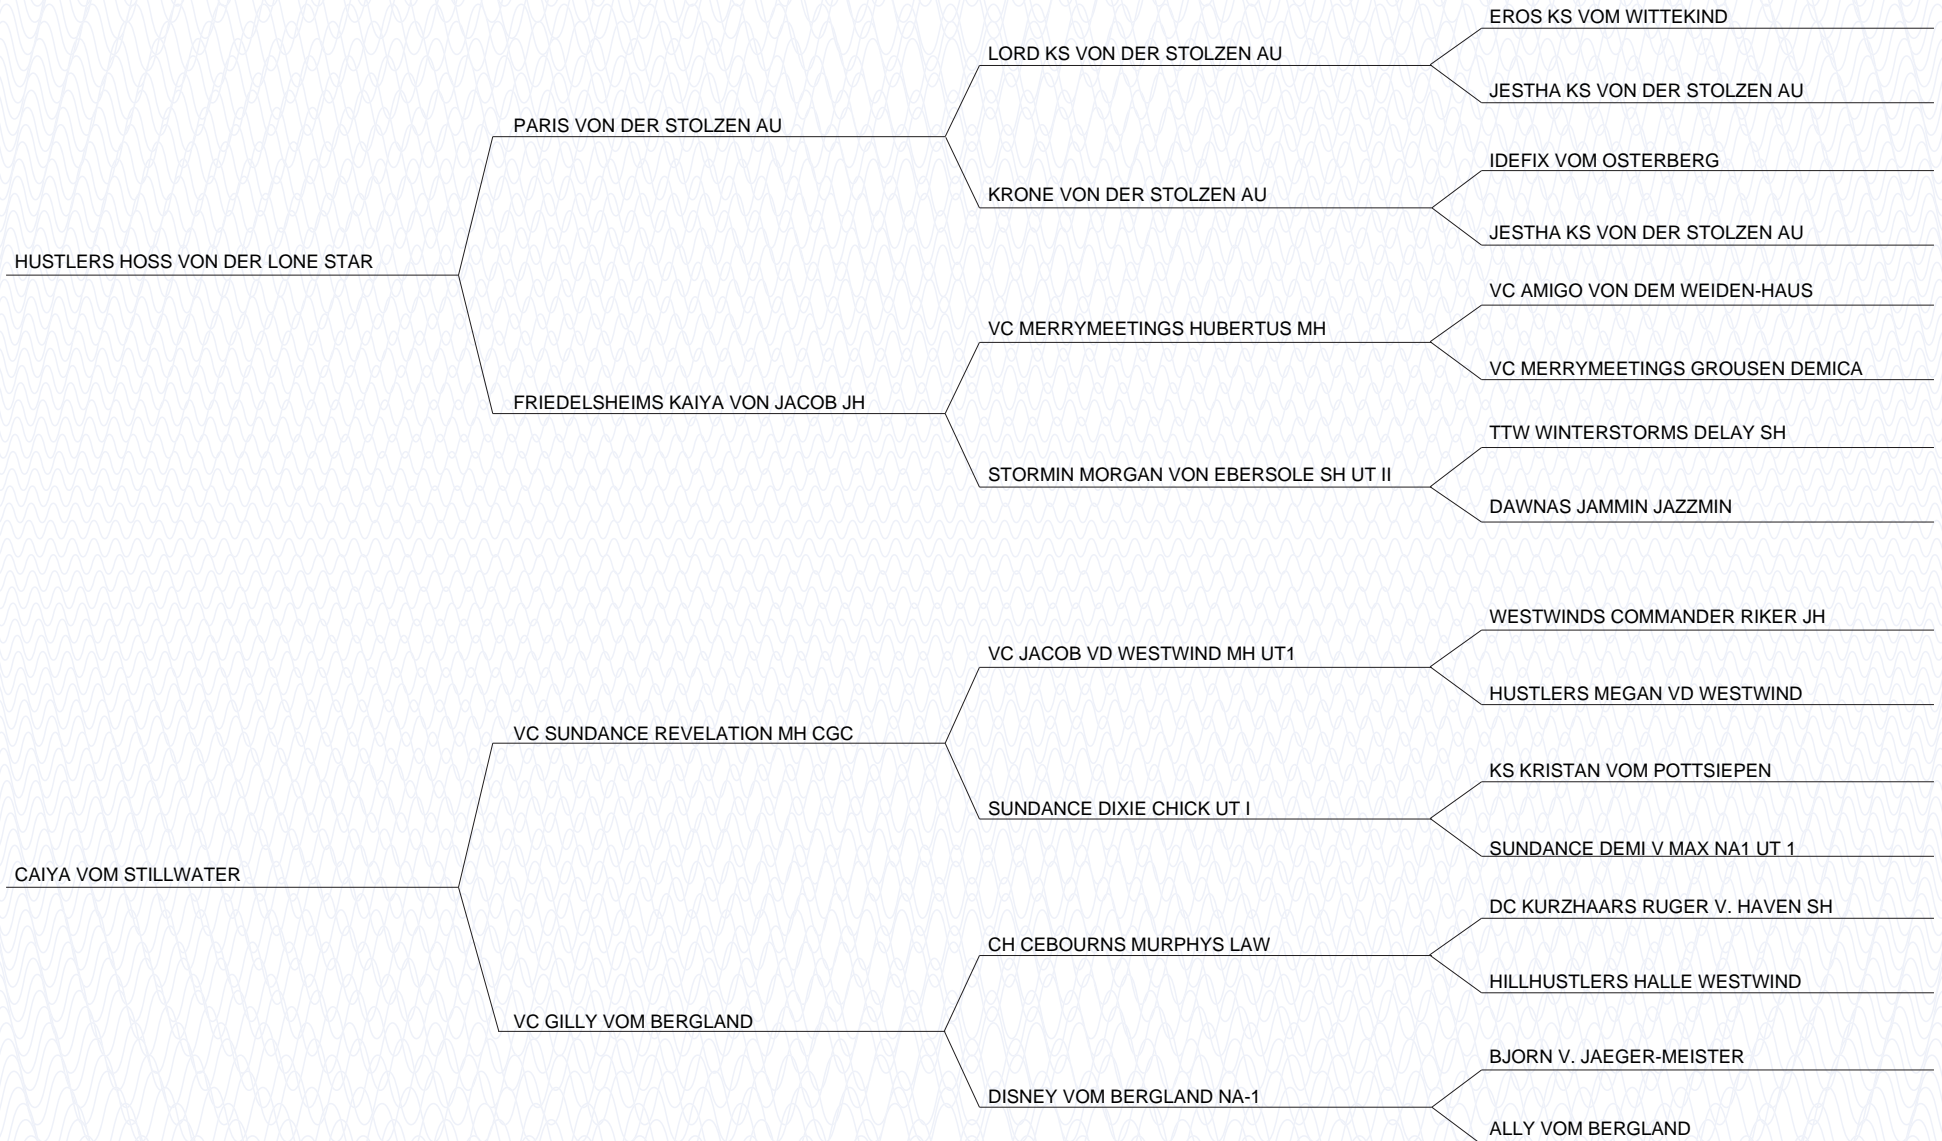 EROS KS VOM WITTEKIND
LORD KS VON DER STOLZEN AU
JESTHA KS VON DER STOLZEN AU
PARIS VON DER STOLZEN AU
IDEFIX VOM OSTERBERG
KRONE VON DER STOLZEN AU
JESTHA KS VON DER STOLZEN AU
HUSTLERS HOSS VON DER LONE STAR
VC AMIGO VON DEM WEIDEN-HAUS
VC MERRYMEETINGS HUBERTUS MH
VC MERRYMEETINGS GROUSEN DEMICA
FRIEDELSHEIMS KAIYA VON JACOB JH
TTW WINTERSTORMS DELAY SH
STORMIN MORGAN VON EBERSOLE SH UT II
DAWNAS JAMMIN JAZZMIN
WESTWINDS COMMANDER RIKER JH
VC JACOB VD WESTWIND MH UT1
HUSTLERS MEGAN VD WESTWIND
VC SUNDANCE REVELATION MH CGC
KS KRISTAN VOM POTTSIEPEN
SUNDANCE DIXIE CHICK UT I
SUNDANCE DEMI V MAX NA1 UT 1
CAIYA VOM STILLWATER
DC KURZHAARS RUGER V. HAVEN SH
CH CEBOURNS MURPHYS LAW
HILLHUSTLERS HALLE WESTWIND
VC GILLY VOM BERGLAND
BJORN V. JAEGER-MEISTER
DISNEY VOM BERGLAND NA-1
ALLY VOM BERGLAND